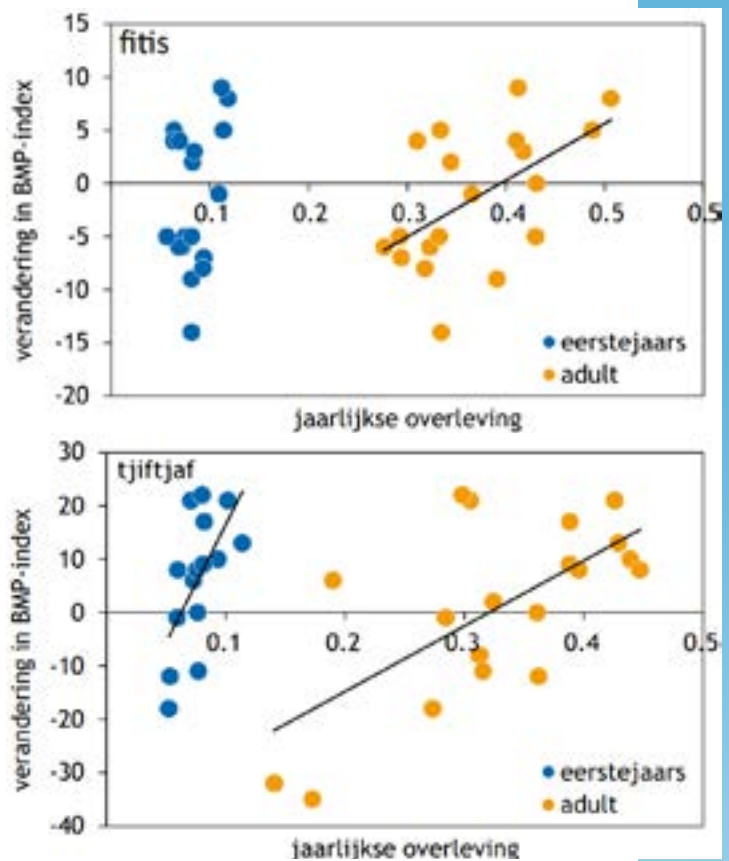 fitis
verandering in BMP-index
15
10
5
0
-5
-10
-15
-20
0.1
0.2
0.3
0.4
0.5
eerstejaars
adult
jaarlijkse overleving
tjiftjaf
verandering in BMP-index
30
20
10
0
-10
-20
-30
-40
0.1
0.2
0.3
0.4
0.5
eerstejaars
adult
jaarlijkse overleving